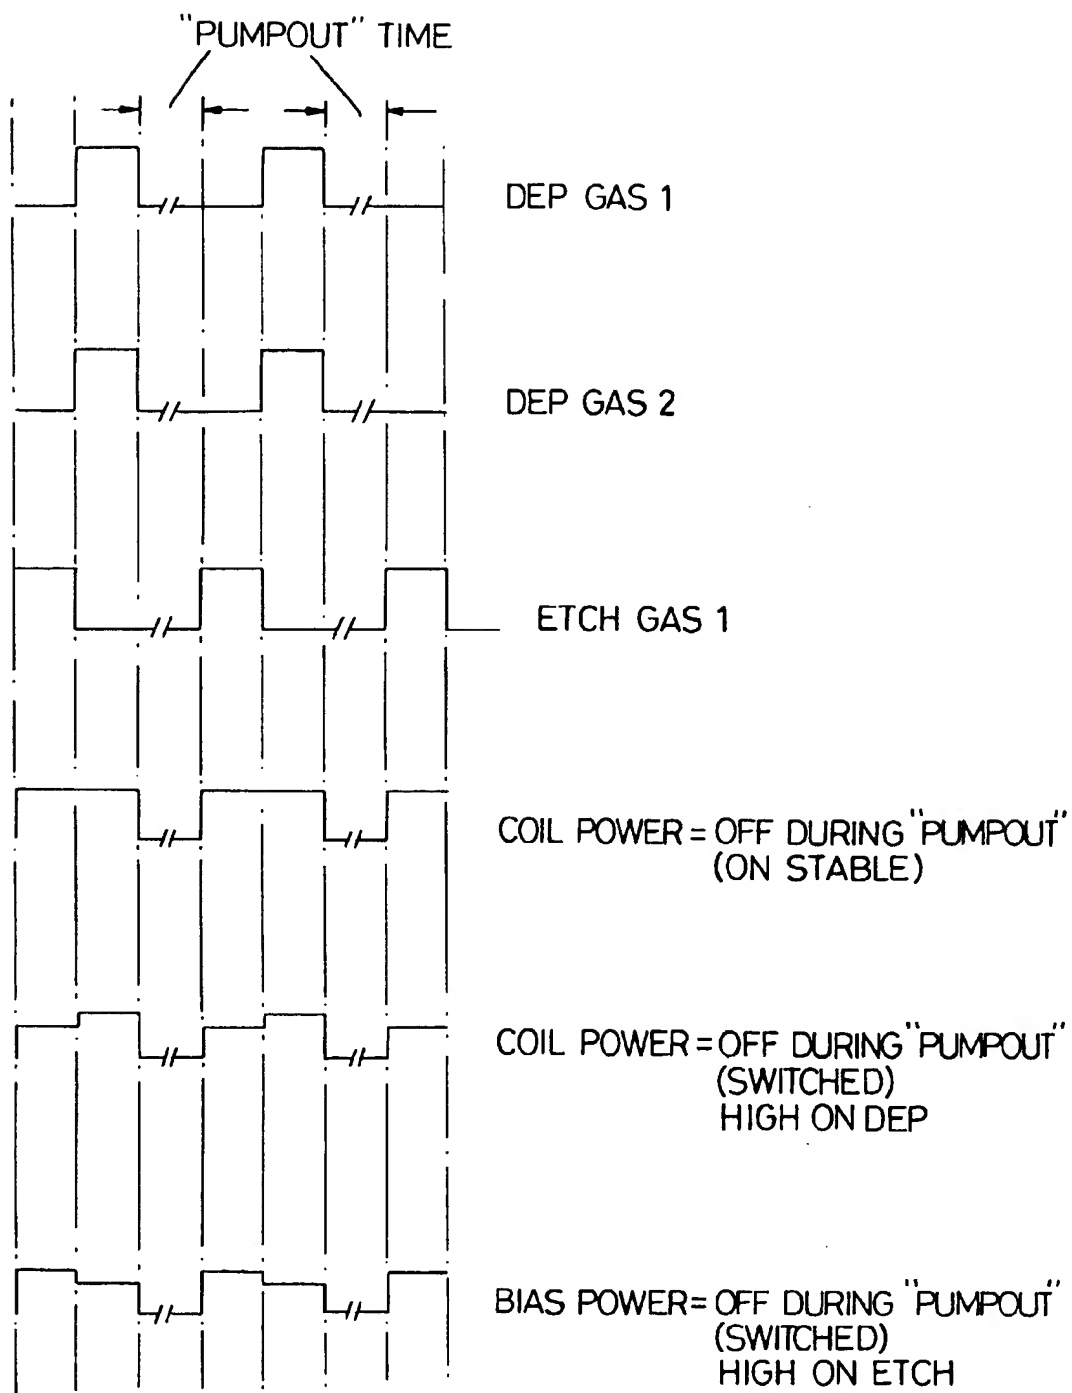 "PUMPOUT" TIME
DEP GAS 1
DEP GAS 2
ETCH GAS 1
COIL POWER = OFF DURING "PUMPOUT"
(ON STABLE)
COIL POWER = OFF DURING "PUMPOUT"
(SWITCHED)
HIGH ON DEP
BIAS POWER = OFF DURING "PUMPOUT"
(SWITCHED)
HIGH ON ETCH